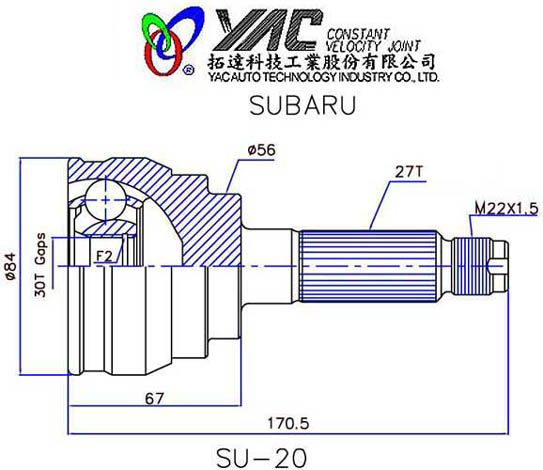 YAC CONSTANT
VELOCITY JOINT
®
拓達科技工業股份有限公司
YAC AUTO TECHNOLOGY INDUSTRY CO., LTD.
SUBARU
ø56
27T
M22X1.5
ø84
30T Gaps
F2
67
170.5
SU-20